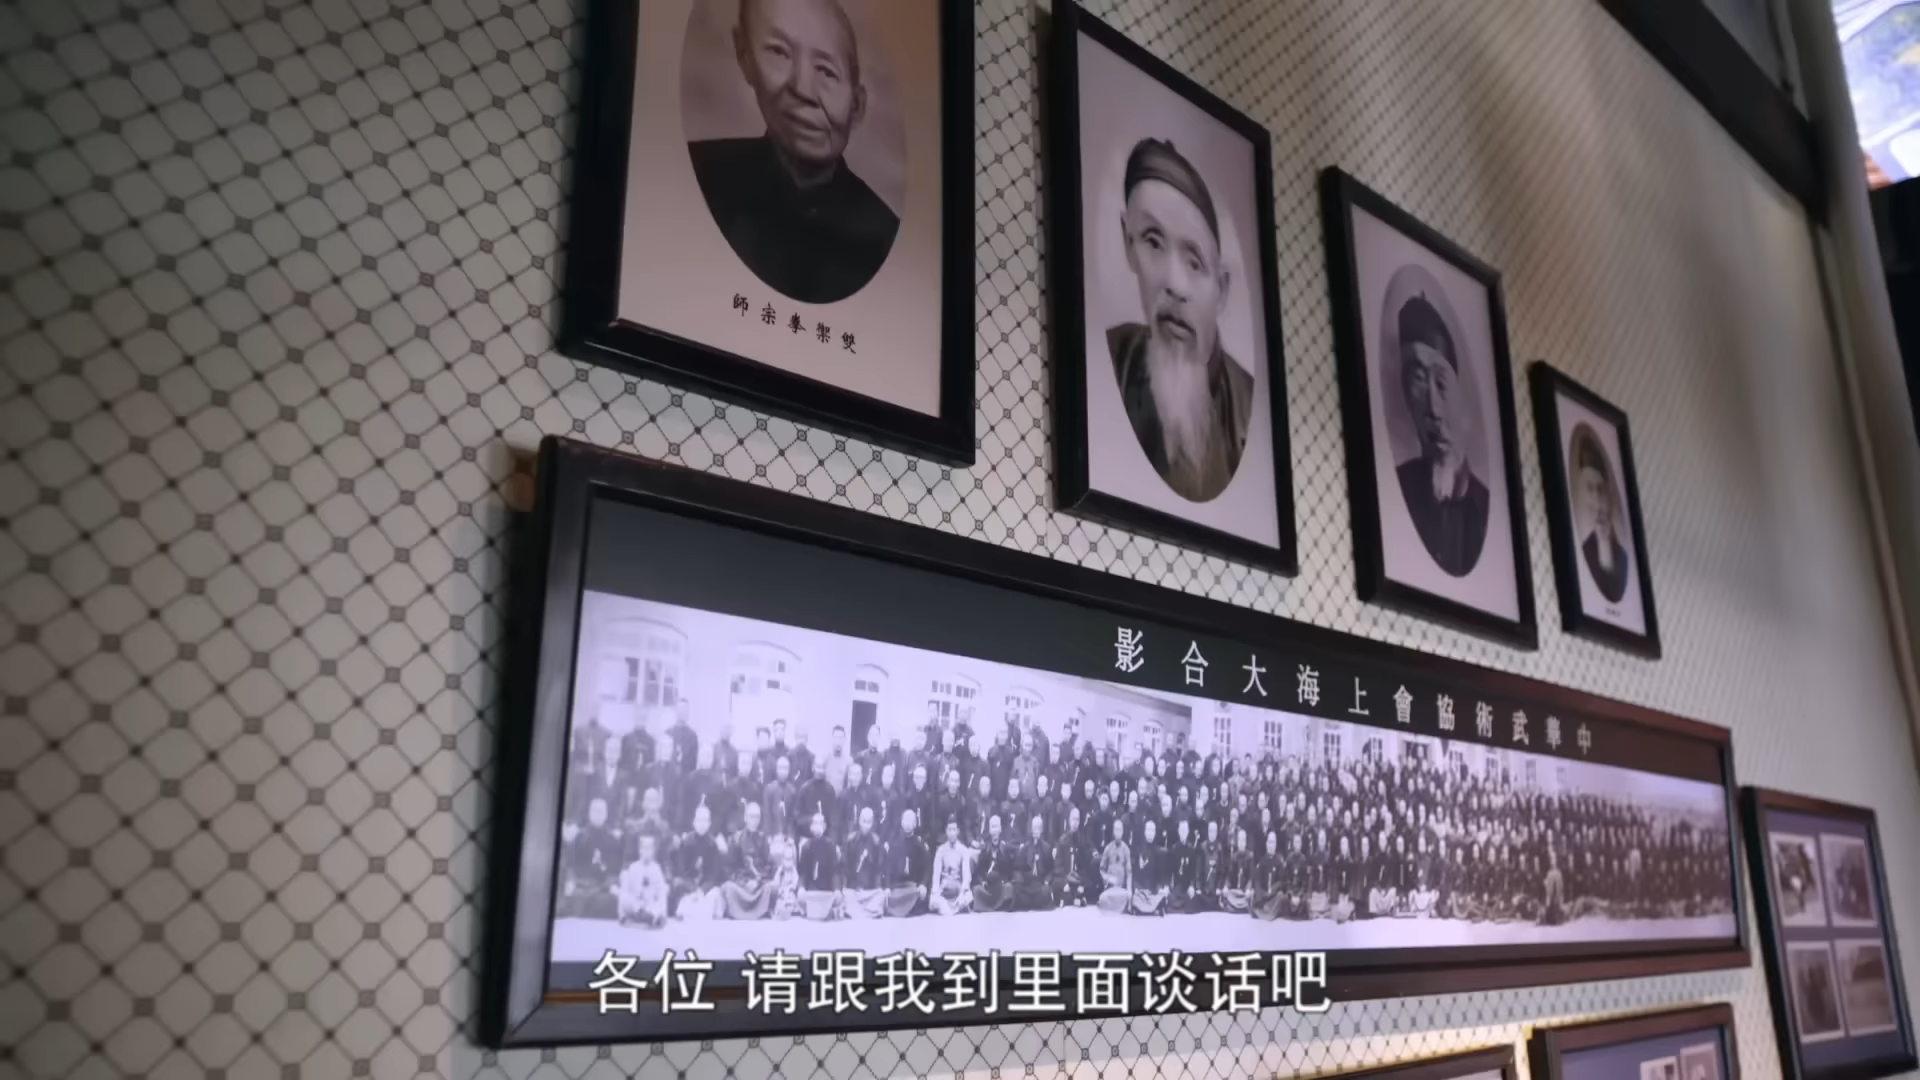 師宗拳禦雙
影合大海上會協術武華中
各位 请跟我到里面谈话吧